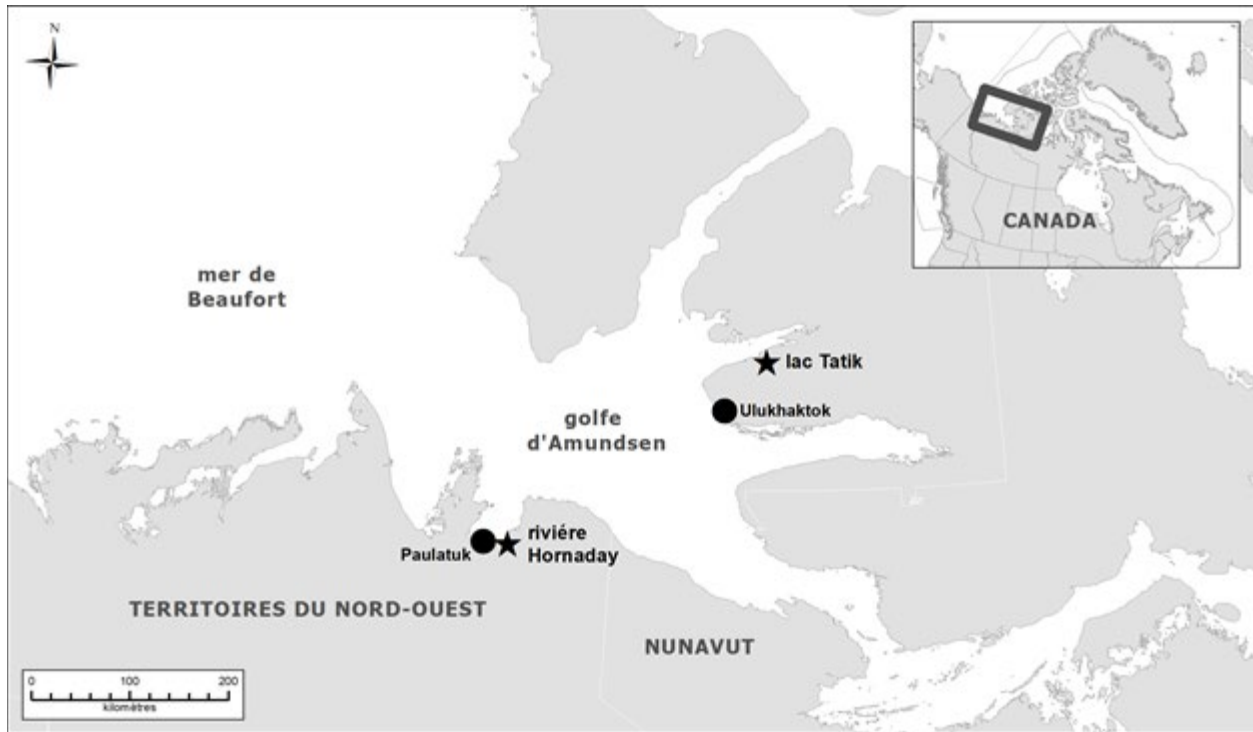 N
CANADA
mer de
Beaufort
lac Tatik
Ulukhaktok
golfe
d'Amundsen
riviére
Hornaday
Paulatuk
TERRITOIRES DU NORD-OUEST
NUNAVUT
0 100 200
kilomètres